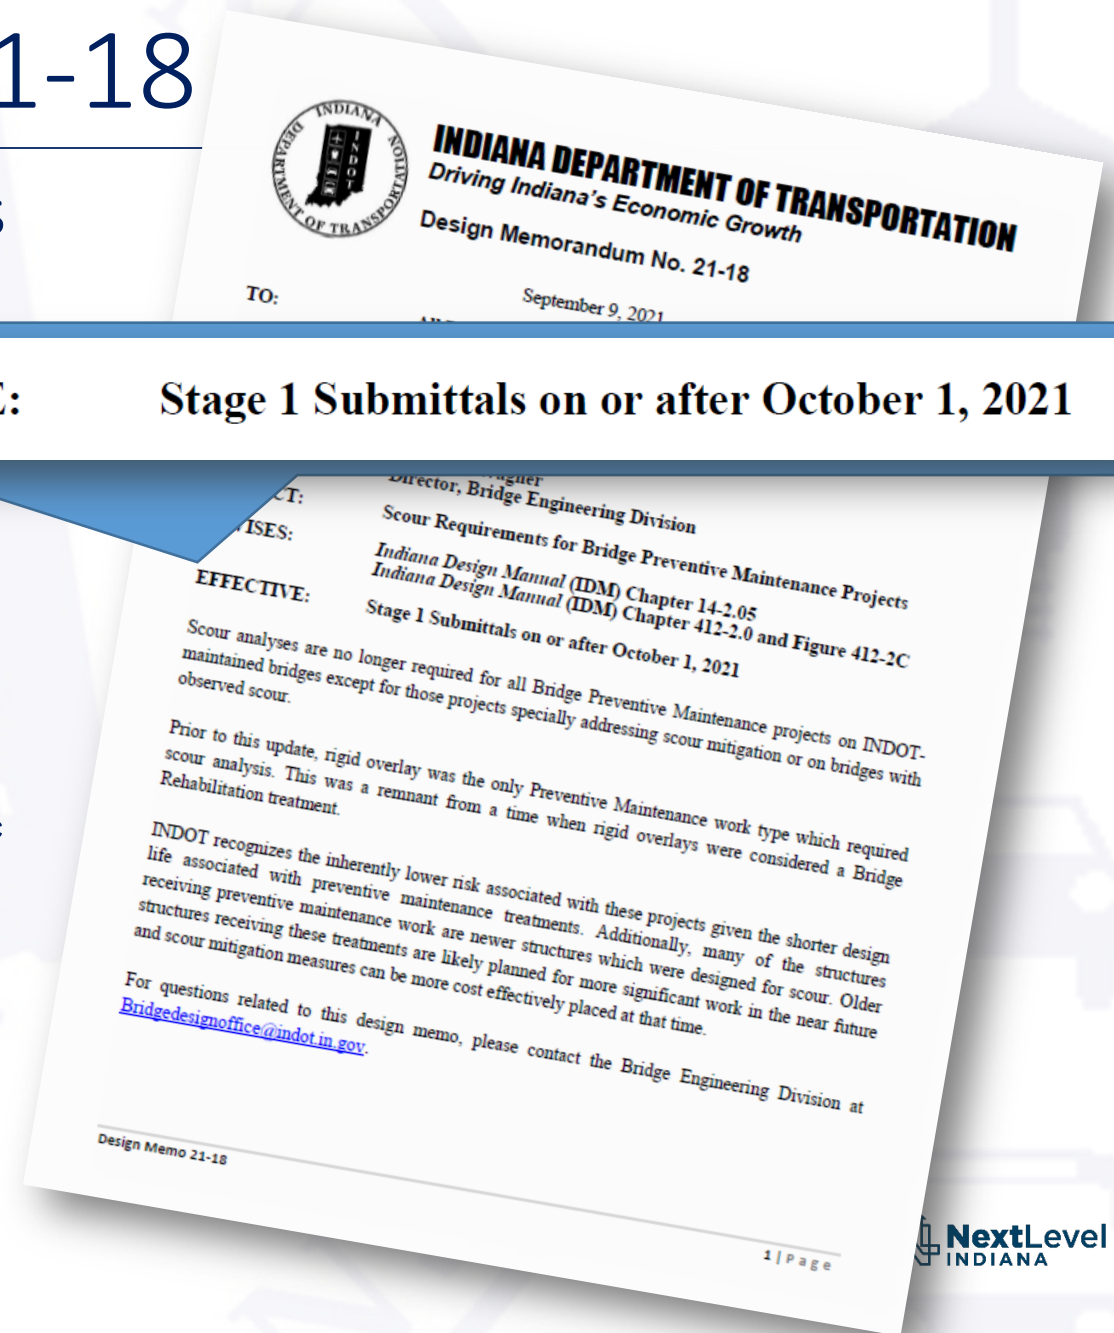 1-18
s
INDIANA DEPARTMENT OF TRANSPORTATION
INDOT
INDIANA DEPARTMENT OF TRANSPORTATION
Driving Indiana's Economic Growth
Design Memorandum No. 21-18
September 9, 2021
TO:
E: Stage 1 Submittals on or after October 1, 2021
Director, Bridge Engineering Division
CT: Scour Requirements for Bridge Preventive Maintenance Projects
ISES: Indiana Design Manual (IDM) Chapter 14-2.05
Indiana Design Manual (IDM) Chapter 412-2.0 and Figure 412-2C
EFFECTIVE: Stage 1 Submittals on or after October 1, 2021
Scour analyses are no longer required for all Bridge Preventive Maintenance projects on INDOT-
maintained bridges except for those projects specially addressing scour mitigation or on bridges with
observed scour.
Prior to this update, rigid overlay was the only Preventive Maintenance work type which required
scour analysis. This was a remnant from a time when rigid overlays were considered a Bridge
Rehabilitation treatment.
INDOT recognizes the inherently lower risk associated with these projects given the shorter design
life associated with preventive maintenance treatments. Additionally, many of the structures
receiving preventive maintenance work are newer structures which were designed for scour. Older
structures receiving these treatments are likely planned for more significant work in the near future
and scour mitigation measures can be more cost effectively placed at that time.
For questions related to this design memo, please contact the Bridge Engineering Division at
Bridgedesignoffice@indot.in.gov.
Design Memo 21-18
1 | Page
NextLevel
INDIANA